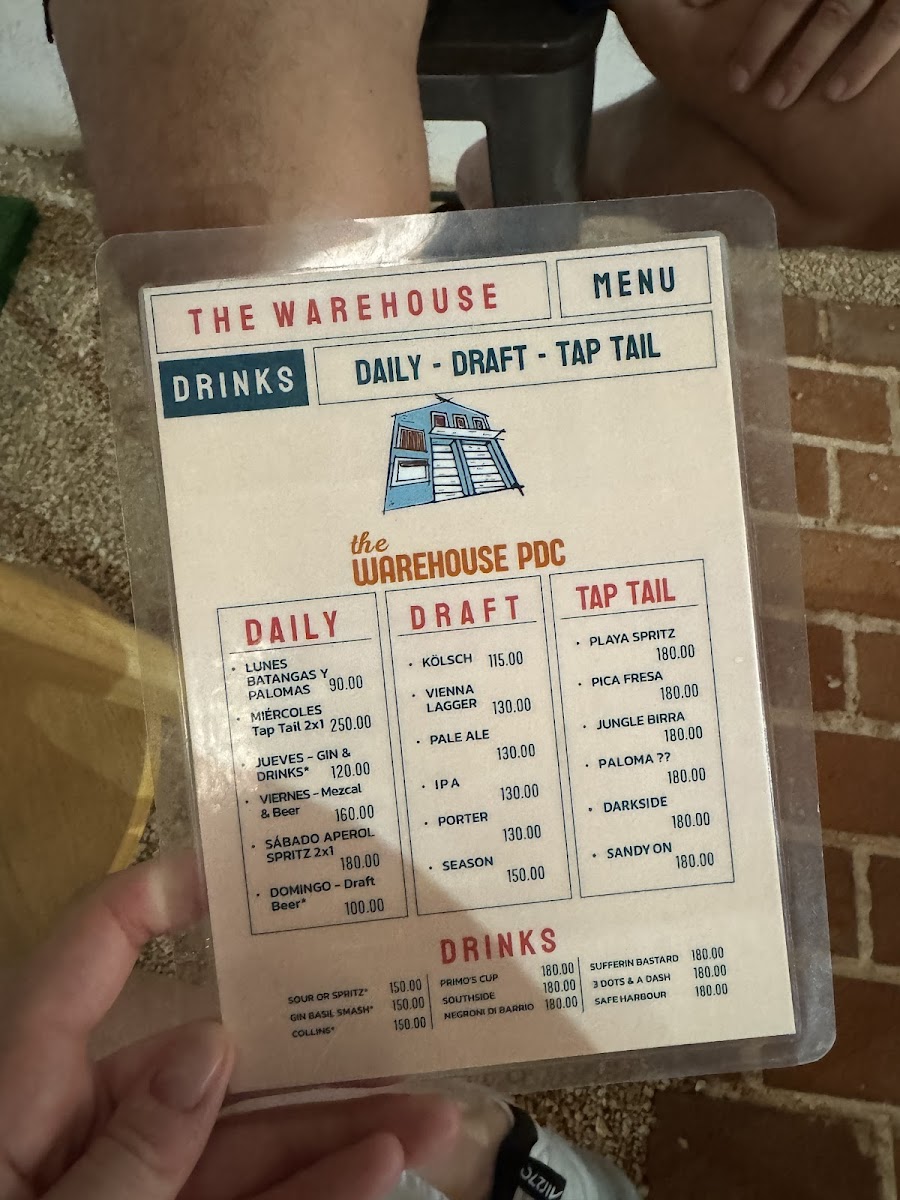 THE WAREHOUSE
MENU
DRINKS
DAILY - DRAFT - TAP TAIL
the
WAREHOUSE PDC
DAILY
• LUNES
BATANGAS Y
PALOMAS 90.00
• MIÉRCOLES
Tap Tail 2x1 250.00
• JUEVES - GIN &
DRINKS* 120.00
• VIERNES - Mezcal
& Beer 160.00
• SÁBADO APEROL
SPRITZ 2x1
180.00
• DOMINGO - Draft
Beer* 100.00
DRAFT
• KÖLSCH 115.00
• VIENNA
LAGGER 130.00
• PALE ALE
130.00
• IPA
130.00
• PORTER
130.00
• SEASON
150.00
TAP TAIL
• PLAYA SPRITZ
180.00
• PICA FRESA
180.00
• JUNGLE BIRRA
180.00
• PALOMA ??
180.00
• DARKSIDE
180.00
• SANDY ON
180.00
DRINKS
SOUR OR SPRITZ* 150.00
GIN BASIL SMASH* 150.00
COLLINS* 150.00
PRIMO'S CUP 180.00
SOUTHSIDE 180.00
NEGRONI DI BARRIO 180.00
SUFFERIN BASTARD 180.00
3 DOTS & A DASH 180.00
SAFE HARBOUR 180.00